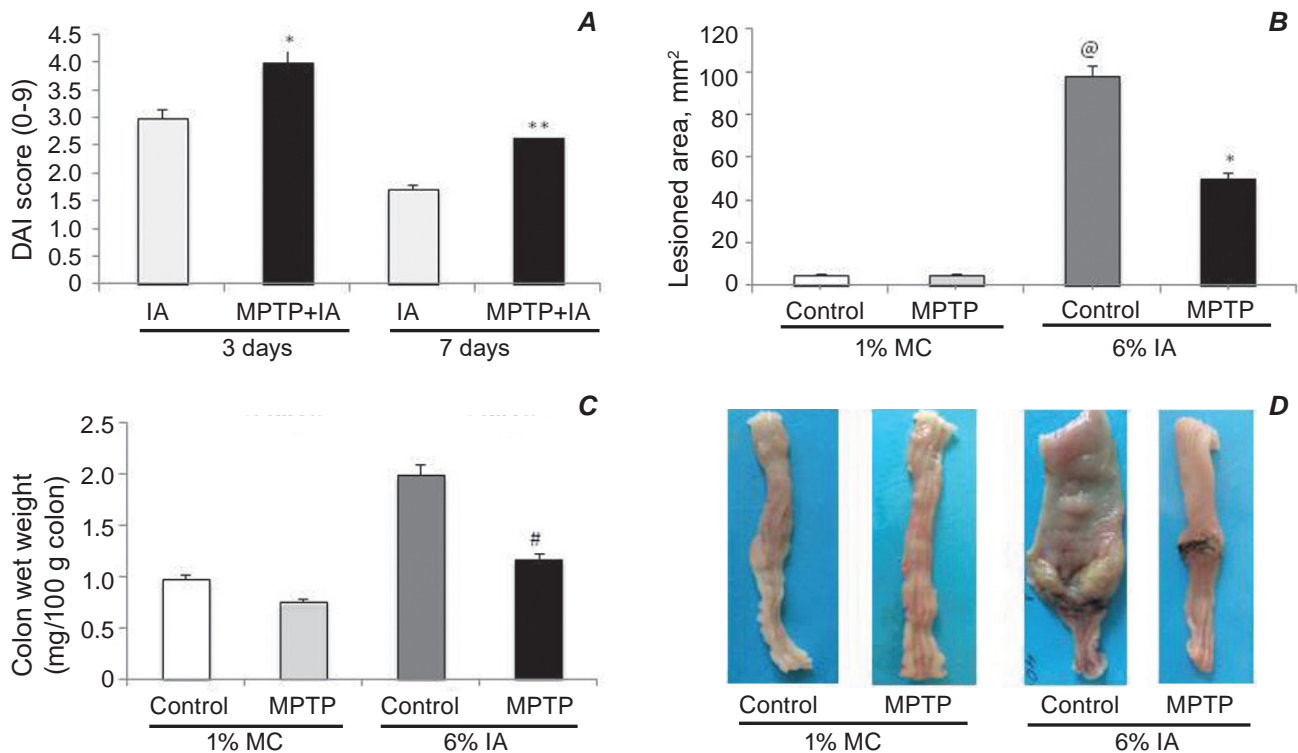 A
DAI score (0-9)
4.5
4.0
3.5
3.0
2.5
2.0
1.5
1.0
0.5
0
*
**
IA
MPTP+IA
IA
MPTP+IA
3 days
7 days
B
Lesioned area, mm²
120
100
80
60
40
20
0
@
*
Control
MPTP
Control
MPTP
1% MC
6% IA
C
Colon wet weight
(mg/100 g colon)
2.5
2.0
1.5
1.0
0.5
0
#
Control
MPTP
Control
MPTP
1% MC
6% IA
D
Control
MPTP
Control
MPTP
1% MC
6% IA